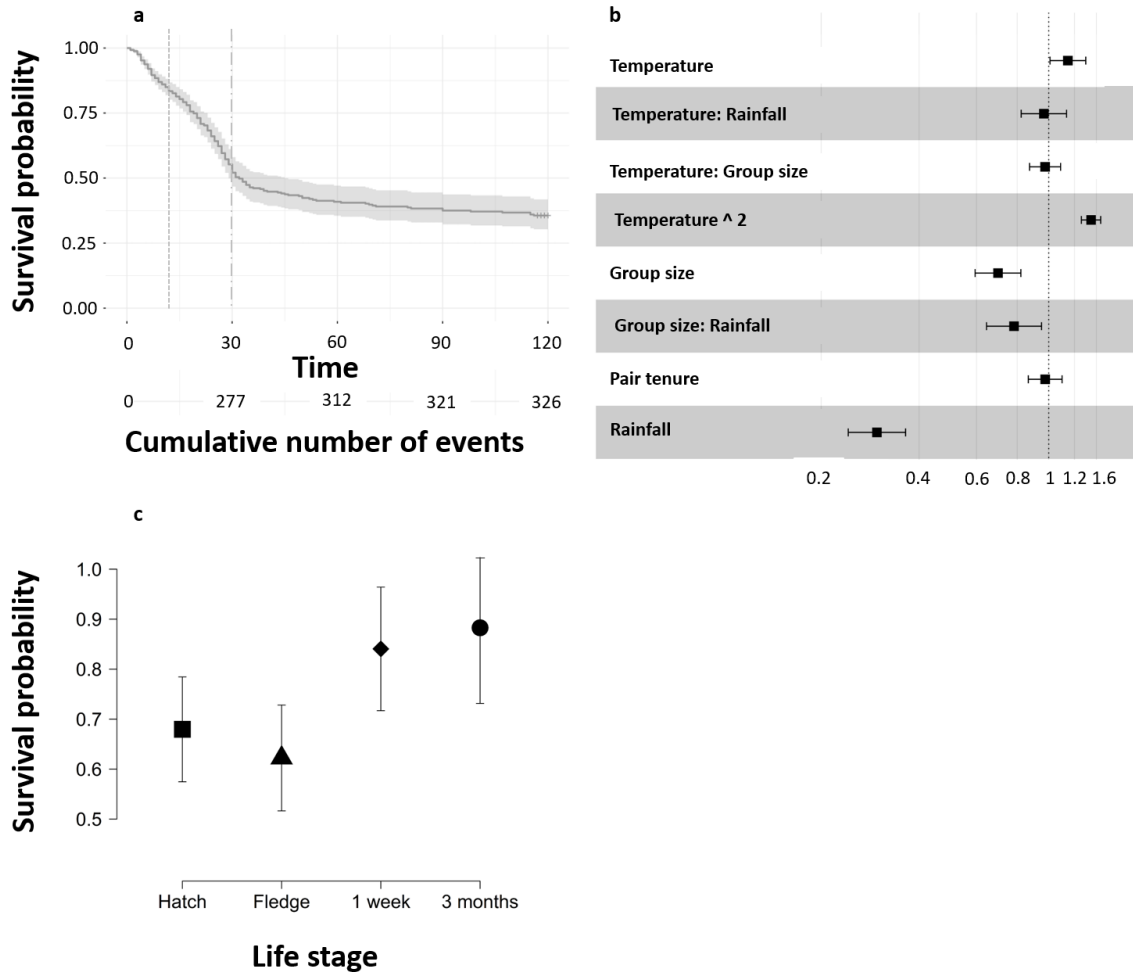 a
Survival probability
1.00
0.75
0.50
0.25
0.00
0 30 60 90 120
Time
0 277 312 321 326
Cumulative number of events
b
Temperature
Temperature: Rainfall
Temperature: Group size
Temperature ^ 2
Group size
Group size: Rainfall
Pair tenure
Rainfall
0.2 0.4 0.6 0.8 1 1.2 1.6
c
Survival probability
1.0
0.9
0.8
0.7
0.6
0.5
Hatch Fledge 1 week 3 months
Life stage